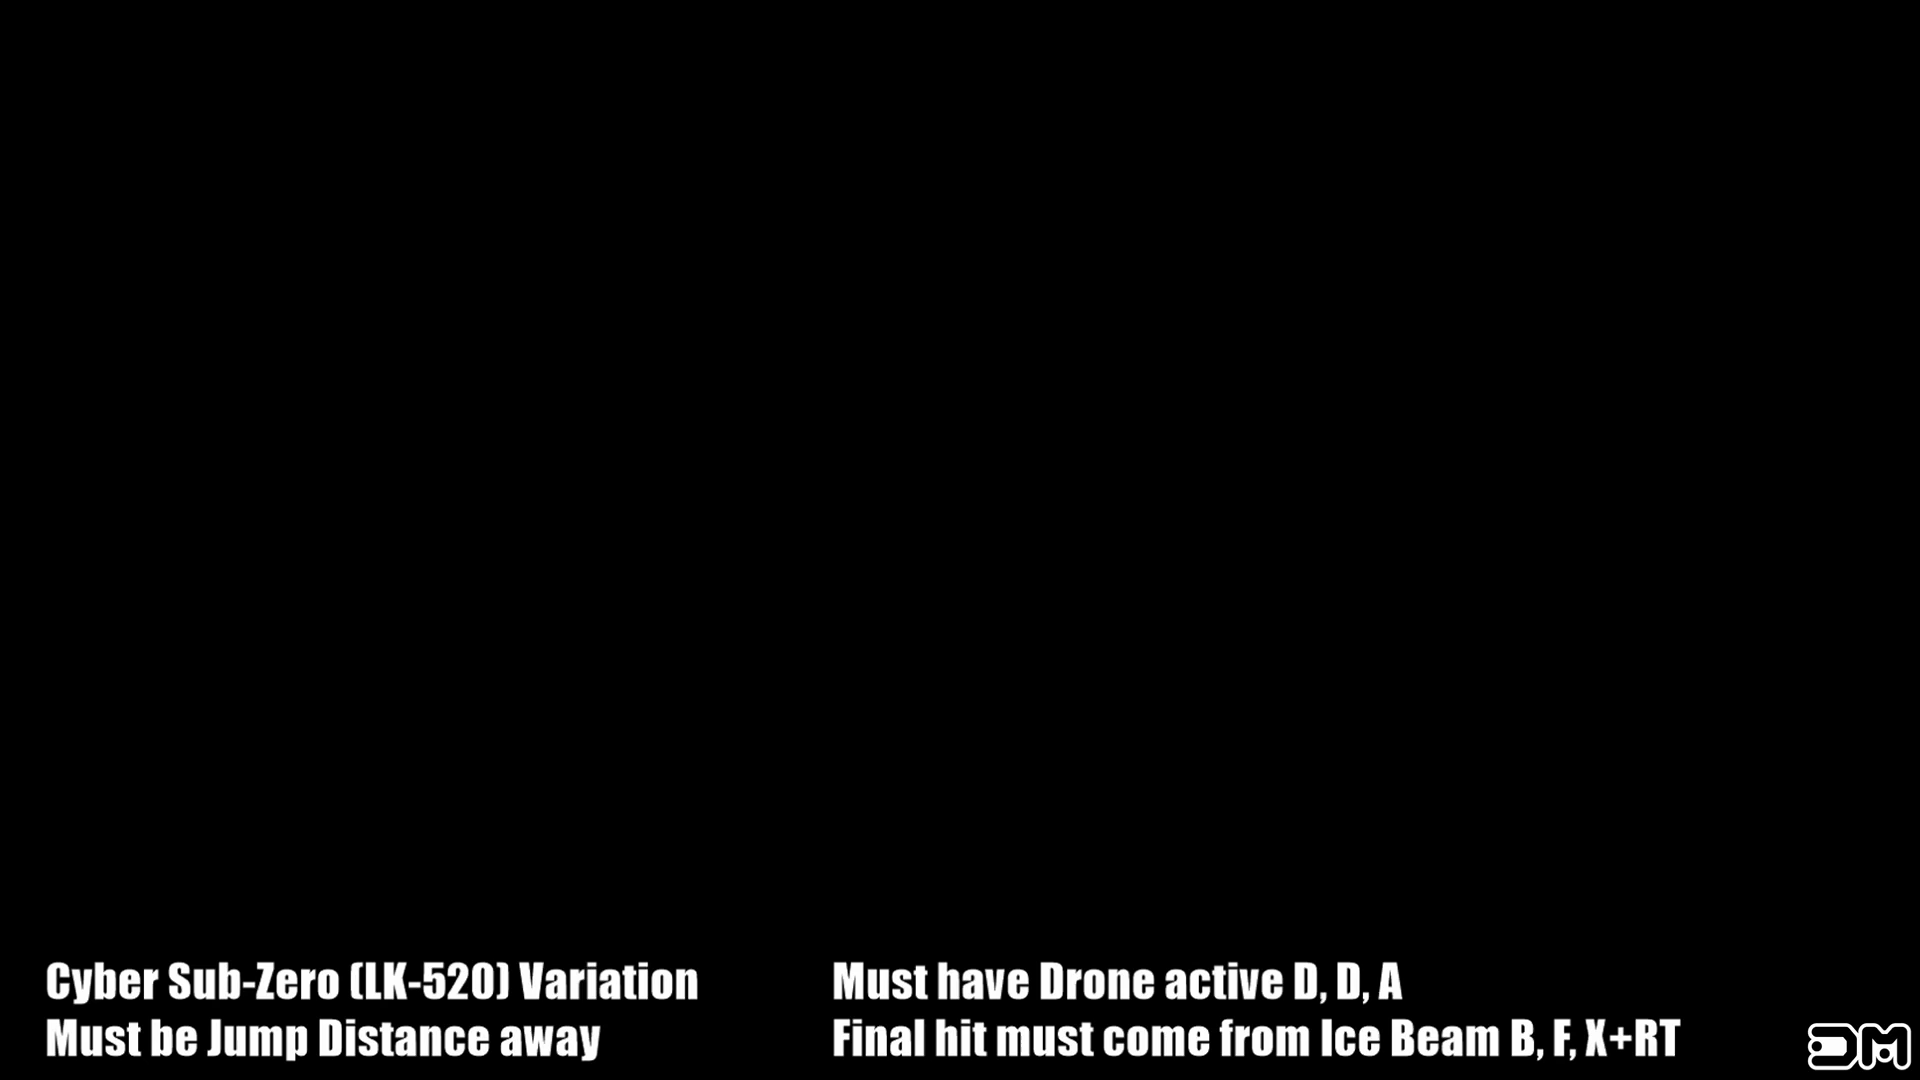 Cyber Sub-Zero (LK-520) Variation
Must be Jump Distance away
Must have Drone active D, D, A
Final hit must come from Ice Beam B, F, X+RT
DM